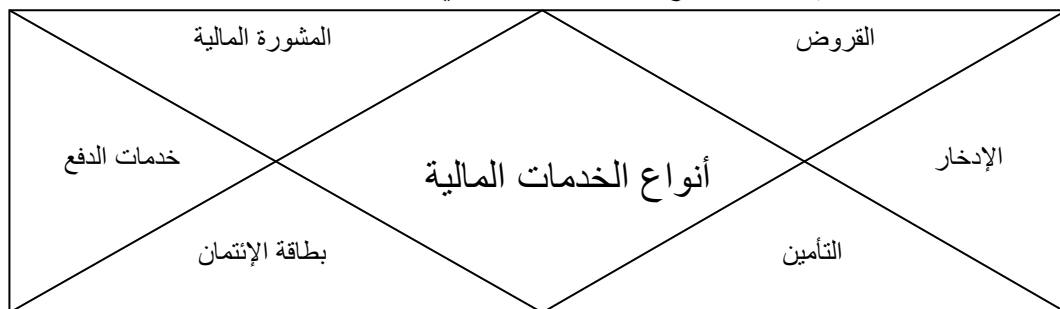 القروض
المشورة المالية
الإدخار
أنواع الخدمات المالية
خدمات الدفع
التأمين
بطاقة الإئتمان